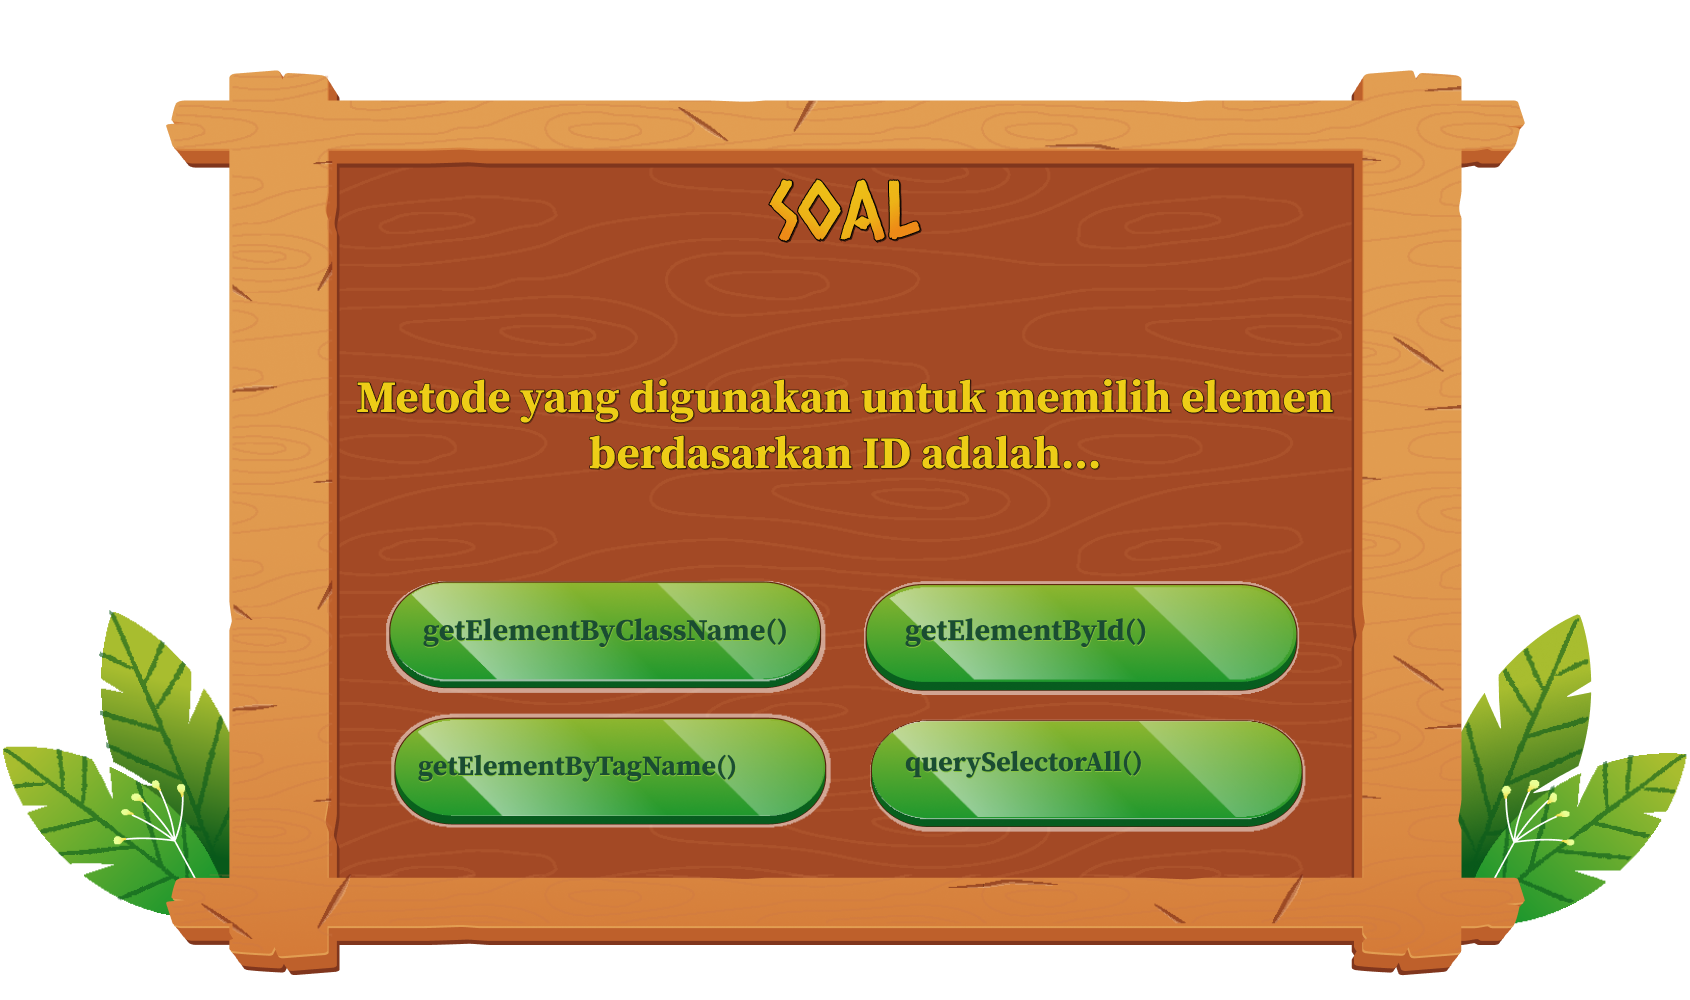 SOAL
Metode yang digunakan untuk memilih elemen
berdasarkan ID adalah...
getElementByClassName()
getElementById()
getElementByTagName()
querySelectorAll()